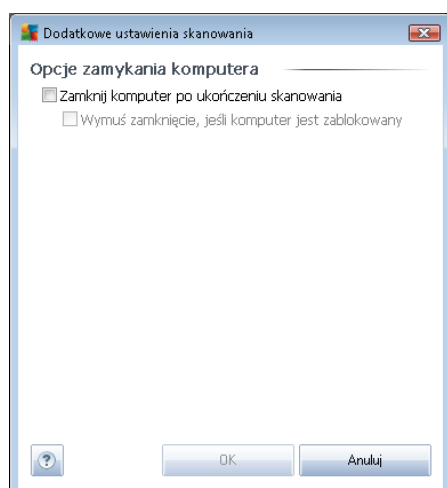 Dodatkowe ustawienia skanowania
Opcje zamykania komputera
Zamknij komputer po ukończeniu skanowania
Wymuś zamknięcie, jeśli komputer jest zablokowany
?
OK
Anuluj